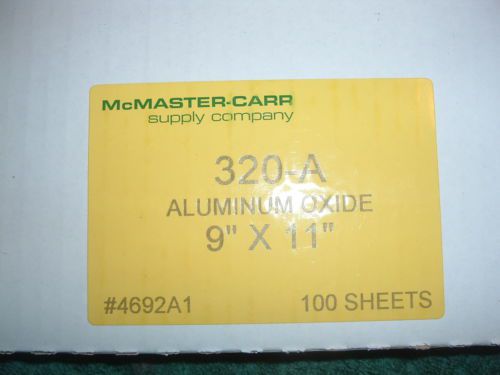 McMASTER-CARR
supply company
320-A
ALUMINUM OXIDE
9" X 11"
#4692A1 100 SHEETS